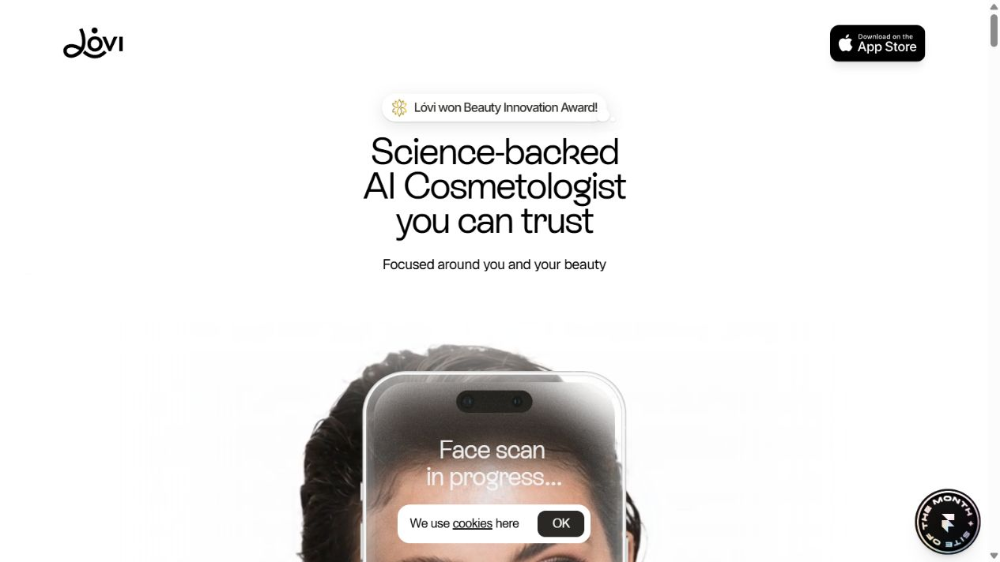 Lóvi
Download on the
App Store
Lóvi won Beauty Innovation Award!
Science-backed
AI Cosmetologist
you can trust
Focused around you and your beauty
Face scan
in progress...
We use cookies here
OK
SITE OF THE MONTH